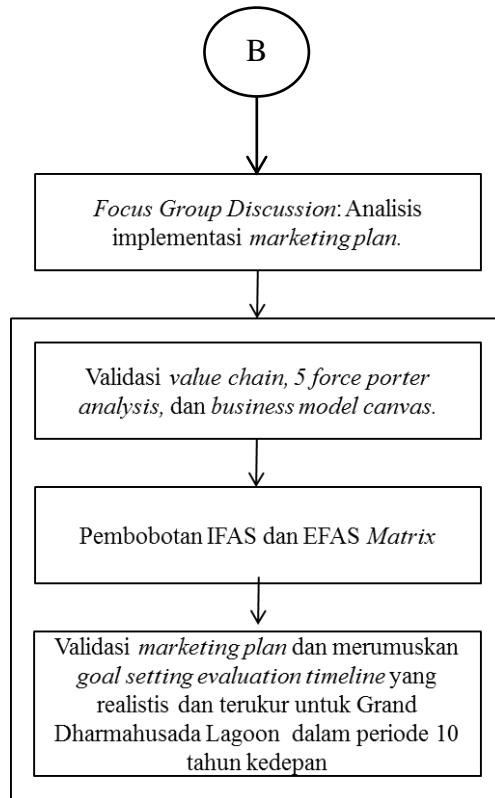 B
Focus Group Discussion: Analisis
implementasi marketing plan.
Validasi value chain, 5 force porter
analysis, dan business model canvas.
Pembobotan IFAS dan EFAS Matrix
Validasi marketing plan dan merumuskan
goal setting evaluation timeline yang
realistis dan terukur untuk Grand
Dharmahusada Lagoon dalam periode 10
tahun kedepan